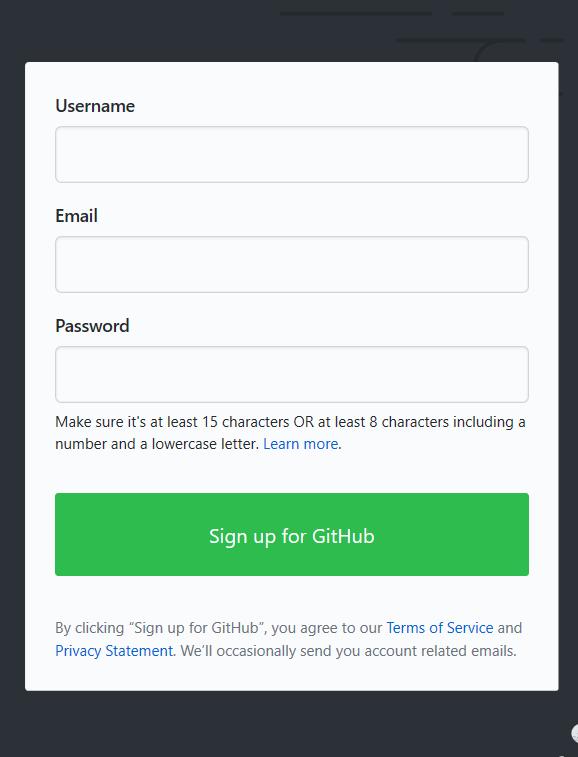 Username
Email
Password
Make sure it's at least 15 characters OR at least 8 characters including a
number and a lowercase letter. Learn more.
Sign up for GitHub
By clicking “Sign up for GitHub”, you agree to our Terms of Service and
Privacy Statement. We’ll occasionally send you account related emails.